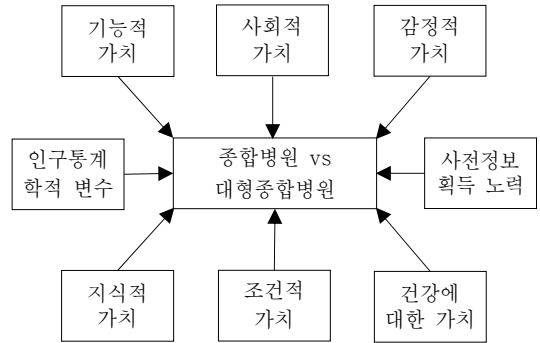 기능적
가치
사회적
가치
감정적
가치
인구통계
학적 변수
종합병원 vs
대형종합병원
사전정보
획득 노력
지식적
가치
조건적
가치
건강에
대한 가치